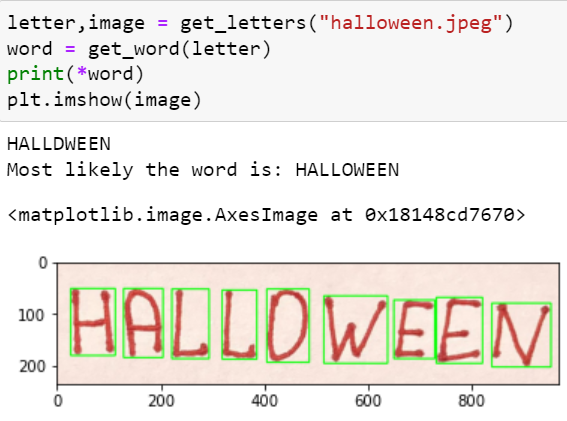 letter,image = get_letters("halloween.jpeg")
word = get_word(letter)
print(*word)
plt.imshow(image)
HALLDWEEN
Most likely the word is: HALLOWEEN
<matplotlib.image.AxesImage at 0x18148cd7670>
0
100
200
HALLOWEEN
0 200 400 600 800